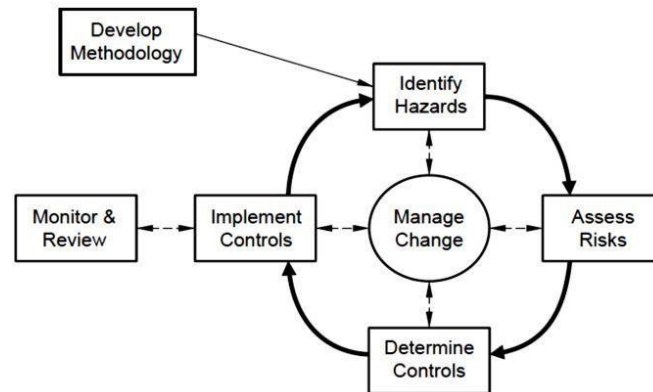 Develop
Methodology
Identify
Hazards
Monitor &
Review
Implement
Controls
Manage
Change
Assess
Risks
Determine
Controls